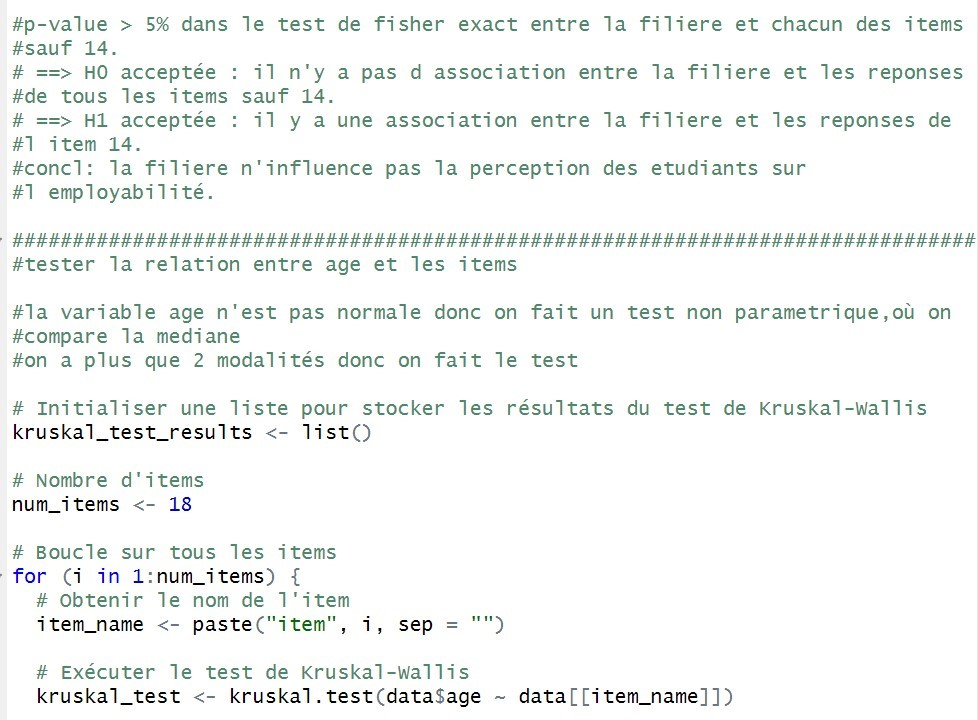 #p-value > 5% dans le test de fisher exact entre la filiere et chacun des items
#sauf 14.
# ==> H0 acceptée : il n'y a pas d association entre la filiere et les reponses
#de tous les items sauf 14.
# ==> H1 acceptée : il y a une association entre la filiere et les reponses de
#l item 14.
#concl: la filiere n'influence pas la perception des etudiants sur
#l employabilité.
################################################################################
#tester la relation entre age et les items
#la variable age n'est pas normale donc on fait un test non parametrique,où on
#compare la mediane
#on a plus que 2 modalités donc on fait le test
# Initialiser une liste pour stocker les résultats du test de Kruskal-Wallis
kruskal_test_results <- list()
# Nombre d'items
num_items <- 18
# Boucle sur tous les items
for (i in 1:num_items) {
  # Obtenir le nom de l'item
  item_name <- paste("item", i, sep = "")
  # Exécuter le test de Kruskal-Wallis
  kruskal_test <- kruskal.test(data$age ~ data[[item_name]])